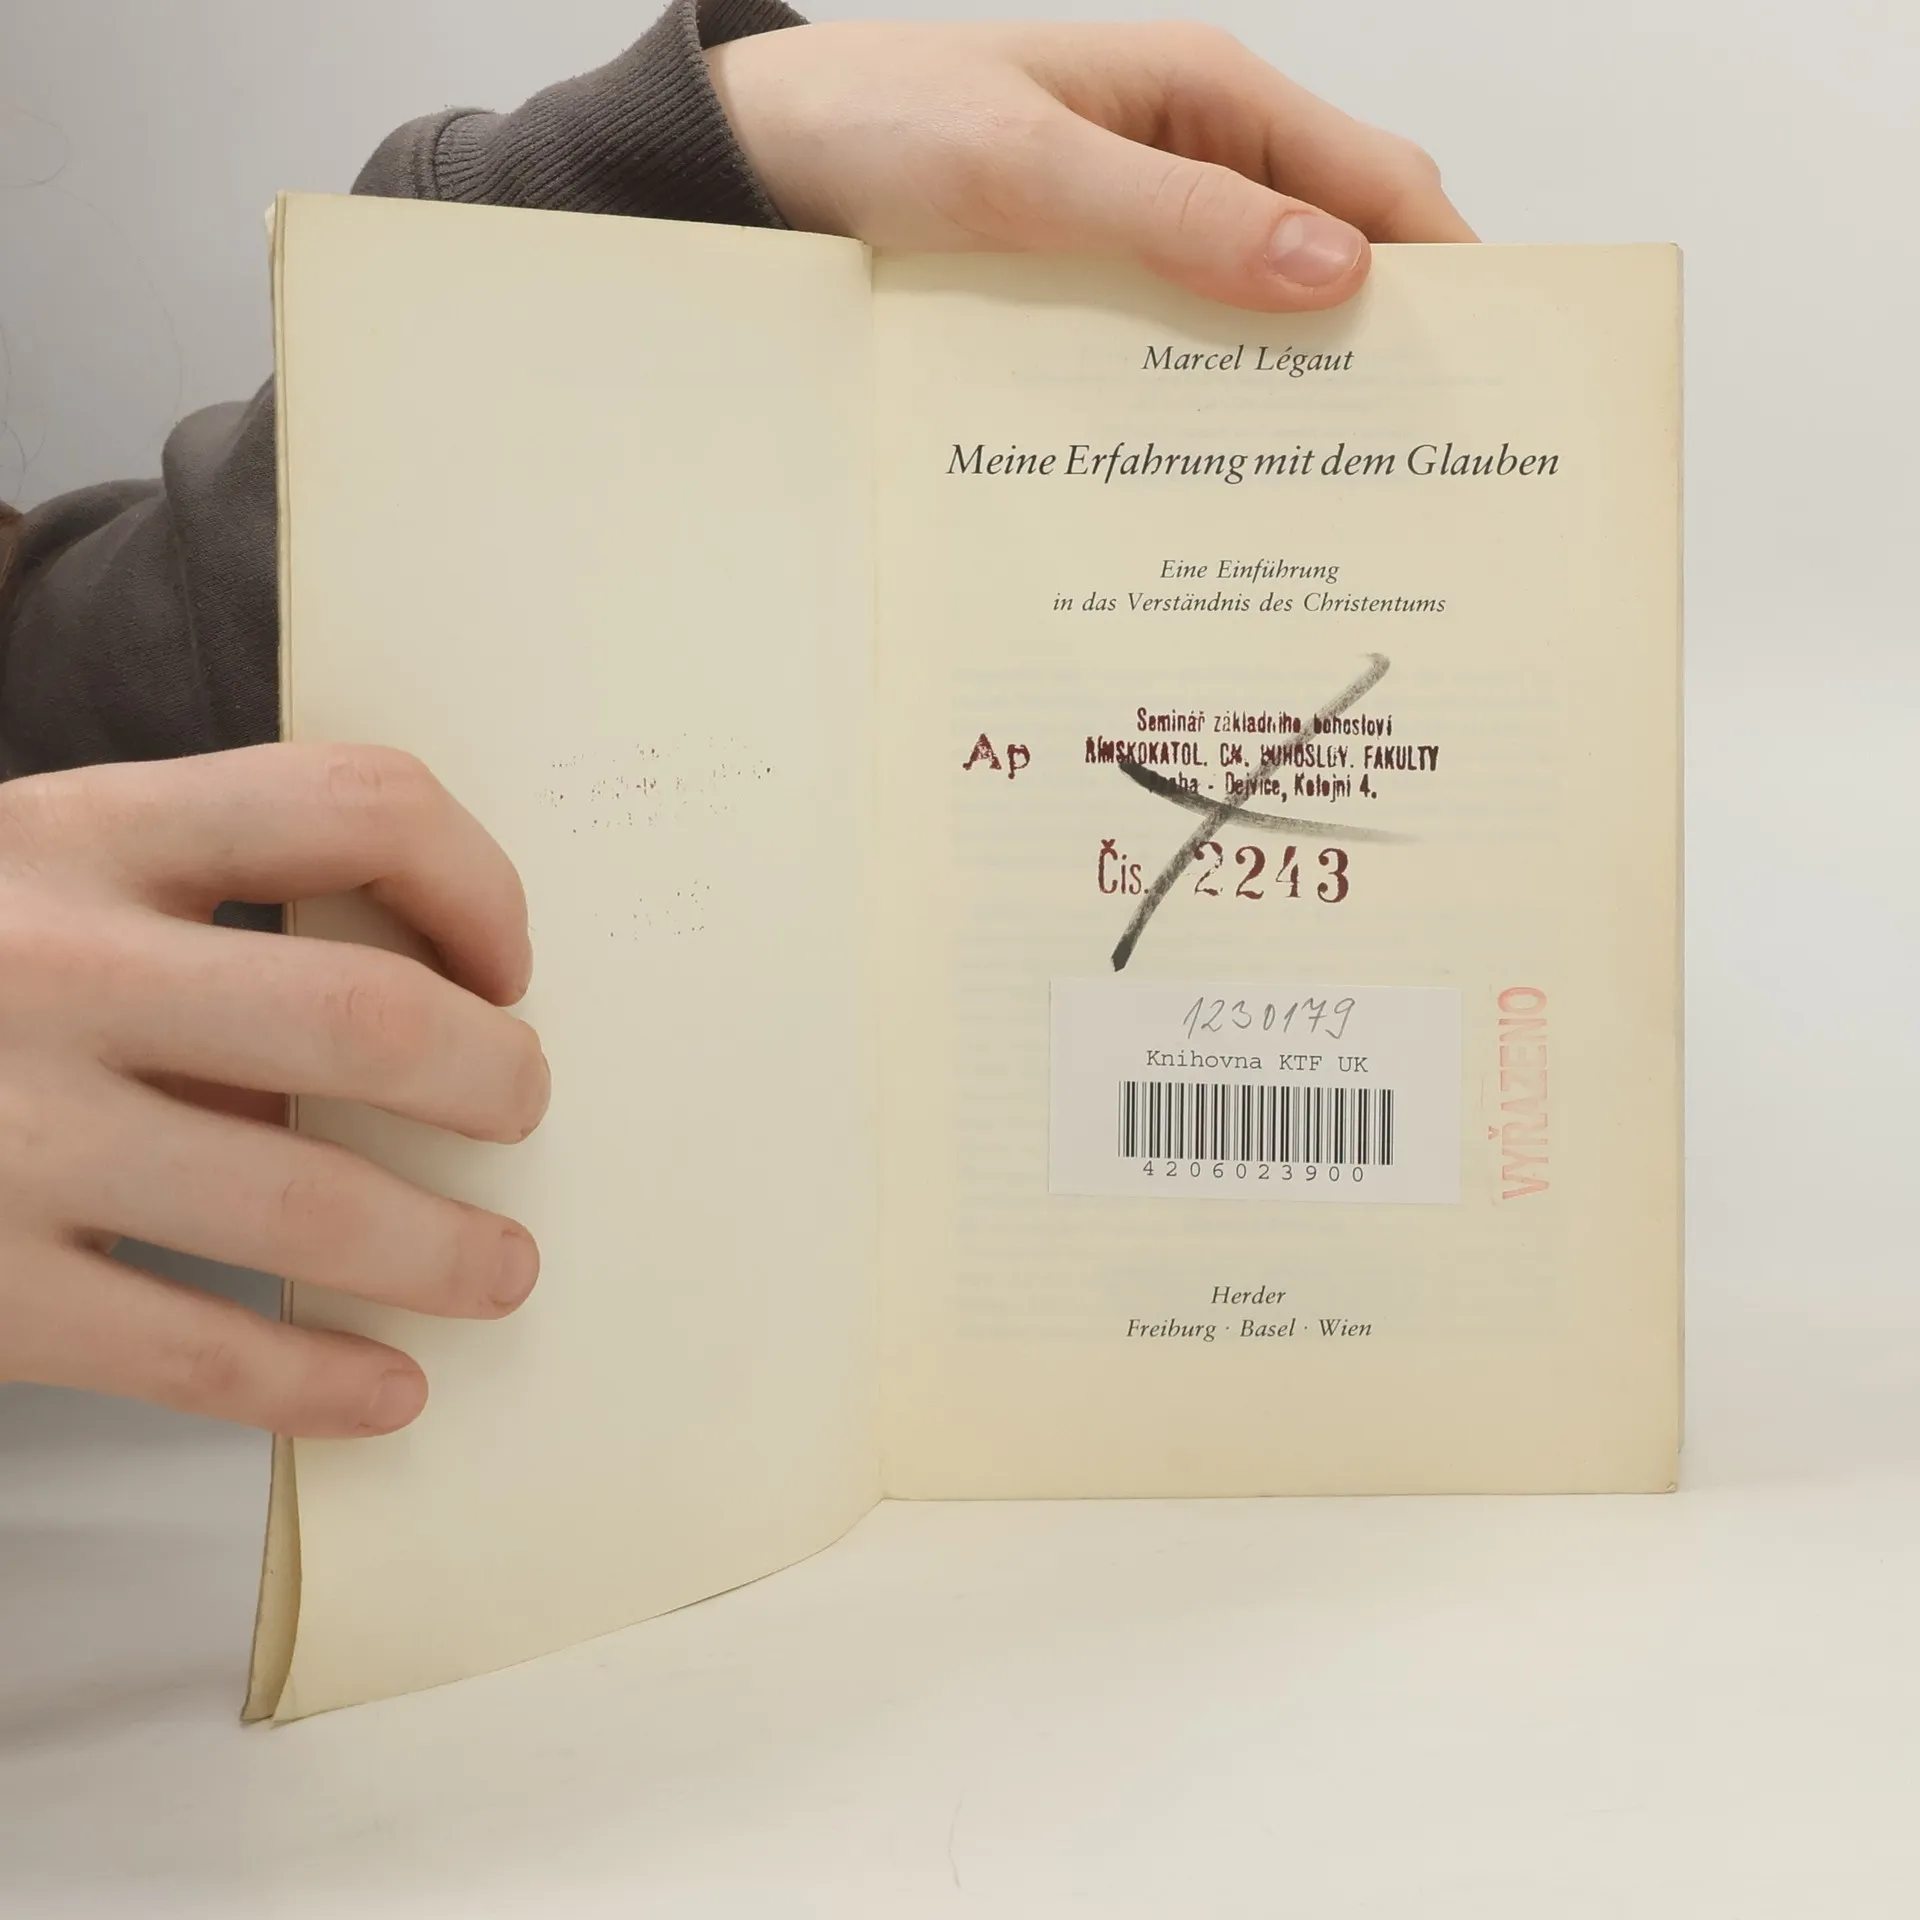 Marcel Légaut
Meine Erfahrung mit dem Glauben
Eine Einführung
in das Verständnis des Christentums
Seminář základního bohosloví
Ap
ŘÍMSKOKATOL. CM. BOHOSLOV. FAKULTY
Praha - Dejvice, Kolejní 4.
Čís. 2243
1230179
Knihovna KTF UK
4206023900
VYŘAZENO
Herder
Freiburg · Basel · Wien